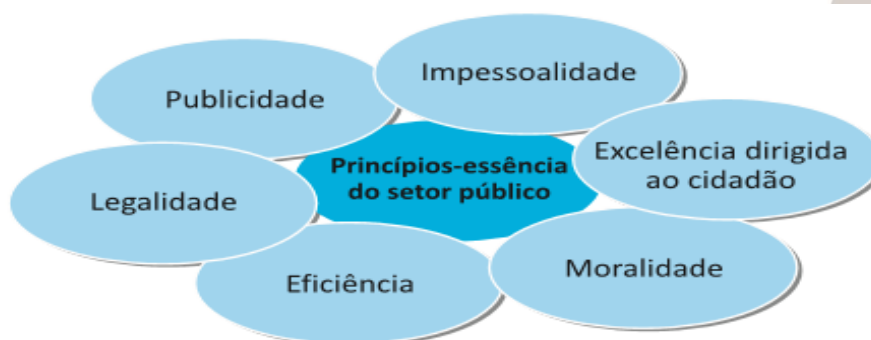 Impessoalidade
Publicidade
Excelência dirigida
ao cidadão
Princípios-essência
do setor público
Legalidade
Moralidade
Eficiência